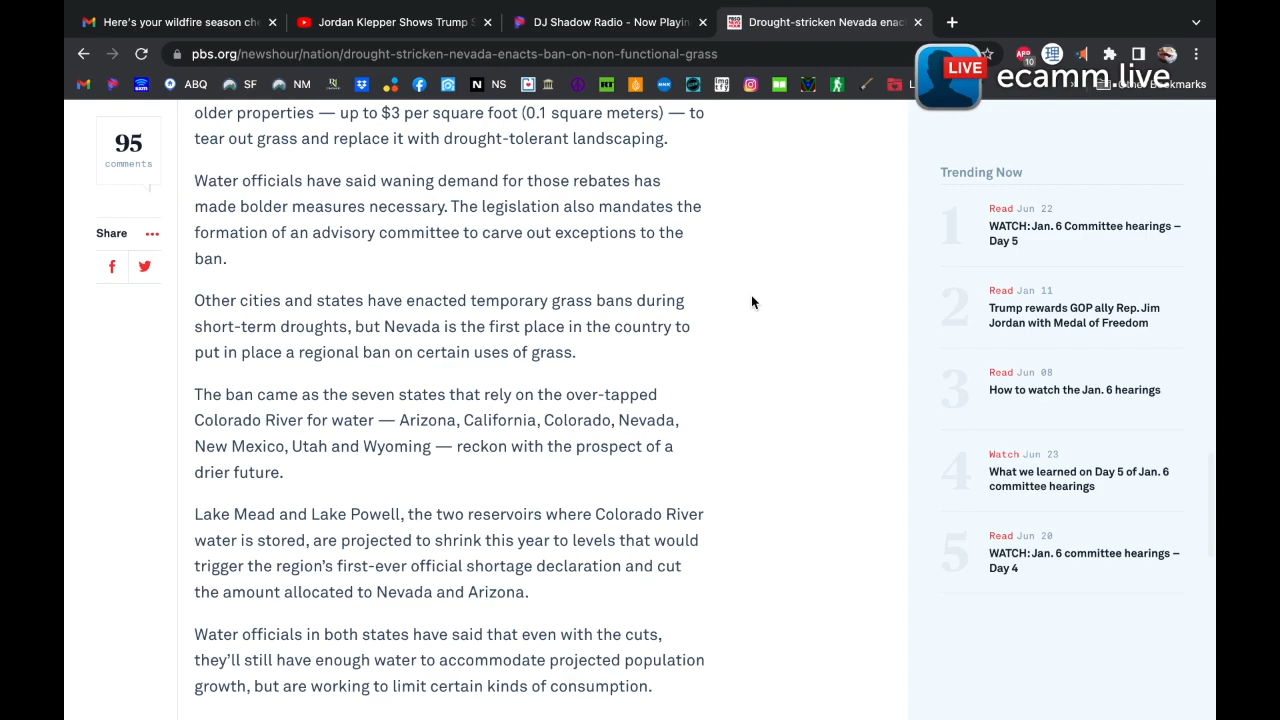 Here's your wildfire season che
Jordan Klepper Shows Trump S
DJ Shadow Radio - Now Playin
Drought-stricken Nevada enact
pbs.org/newshour/nation/drought-stricken-nevada-enacts-ban-on-non-functional-grass
LIVE
ecamm.live
ABQ
SF
NM
NS
Bookmarks
older properties — up to $3 per square foot (0.1 square meters) — to
tear out grass and replace it with drought-tolerant landscaping.
95
comments
Share
Water officials have said waning demand for those rebates has
made bolder measures necessary. The legislation also mandates the
formation of an advisory committee to carve out exceptions to the
ban.
Other cities and states have enacted temporary grass bans during
short-term droughts, but Nevada is the first place in the country to
put in place a regional ban on certain uses of grass.
The ban came as the seven states that rely on the over-tapped
Colorado River for water — Arizona, California, Colorado, Nevada,
New Mexico, Utah and Wyoming — reckon with the prospect of a
drier future.
Lake Mead and Lake Powell, the two reservoirs where Colorado River
water is stored, are projected to shrink this year to levels that would
trigger the region's first-ever official shortage declaration and cut
the amount allocated to Nevada and Arizona.
Water officials in both states have said that even with the cuts,
they'll still have enough water to accommodate projected population
growth, but are working to limit certain kinds of consumption.
Trending Now
1
Read Jun 22
WATCH: Jan. 6 Committee hearings –
Day 5
2
Read Jan 11
Trump rewards GOP ally Rep. Jim
Jordan with Medal of Freedom
3
Read Jun 08
How to watch the Jan. 6 hearings
4
Watch Jun 23
What we learned on Day 5 of Jan. 6
committee hearings
5
Read Jun 20
WATCH: Jan. 6 committee hearings –
Day 4